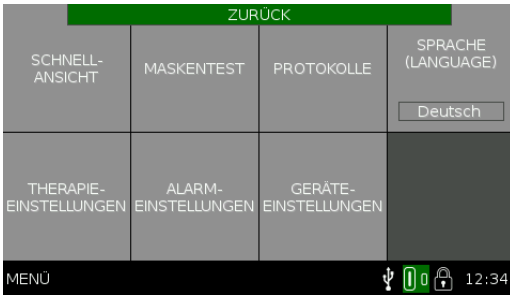 ZURÜCK
SCHNELL-
ANSICHT
MASKENTEST
PROTOKOLLE
SPRACHE
(LANGUAGE)
Deutsch
THERAPIE-
EINSTELLUNGEN
ALARM-
EINSTELLUNGEN
GERÄTE-
EINSTELLUNGEN
MENÜ
12:34